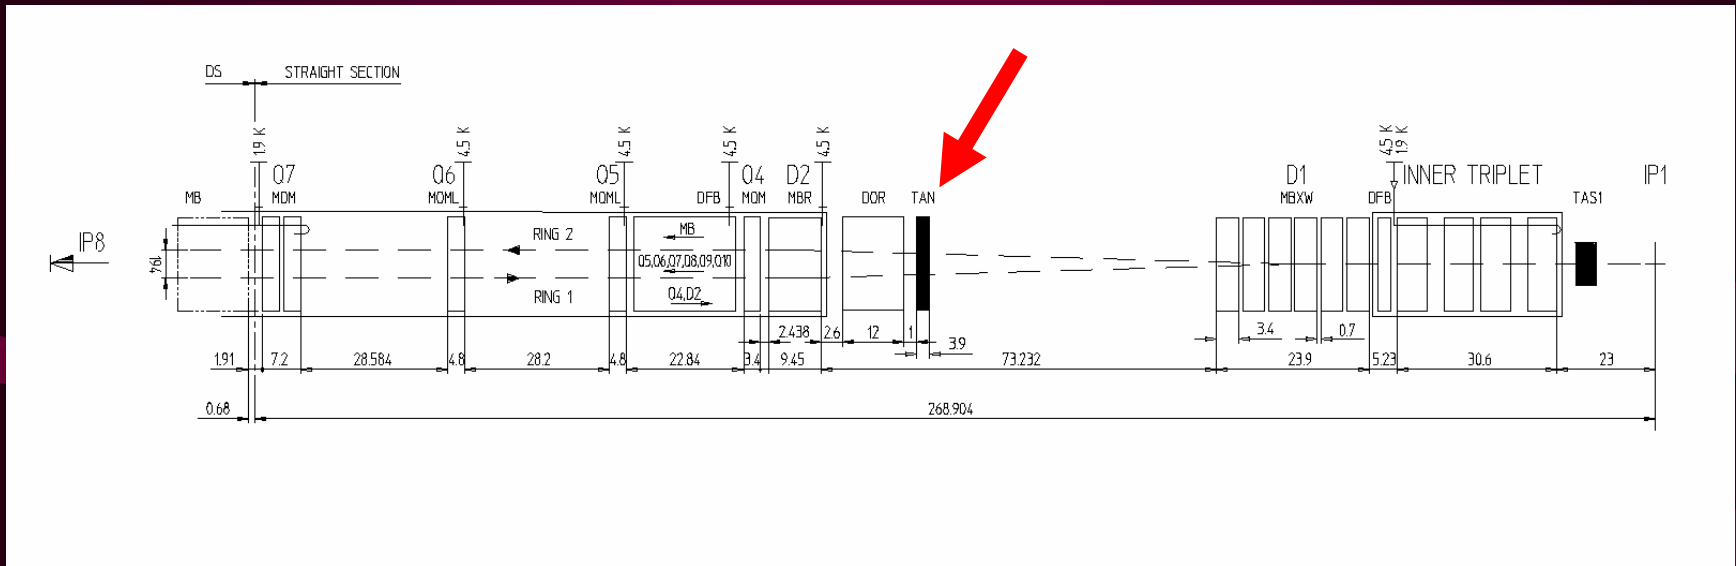 DS STRAIGHT SECTION
1.9 K 4.5 K 4.5 K 4.5 K 4.5 K 4.5 K 1.9 K
Q7 Q6 Q5 Q4 D2 D1 INNER TRIPLET IP1
MB MQM MQML MQML DFB MQM MBR DQR TAN MBXW DFB TAS1
IP8
194
RING 2 MB
Q5,Q6,Q7,Q8,Q9,Q10
RING 1 Q4,D2
2.438 2.6 12 1 3.4 0.7
3.9
1.91 7.2 28.584 4.8 28.2 4.8 22.84 3.4 9.45 73.232 23.9 5.23 30.6 23
0.68 268.904